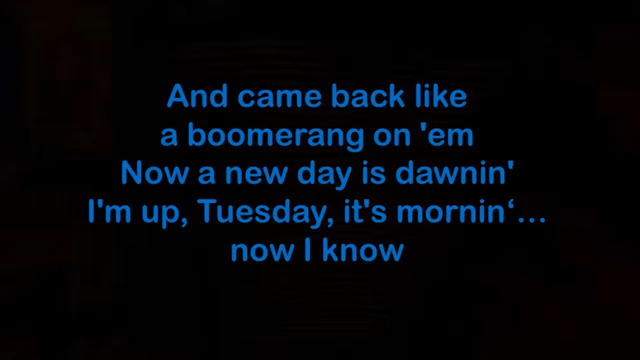 And came back like
a boomerang on 'em
Now a new day is dawnin'
I'm up, Tuesday, it's mornin‘...
now I know